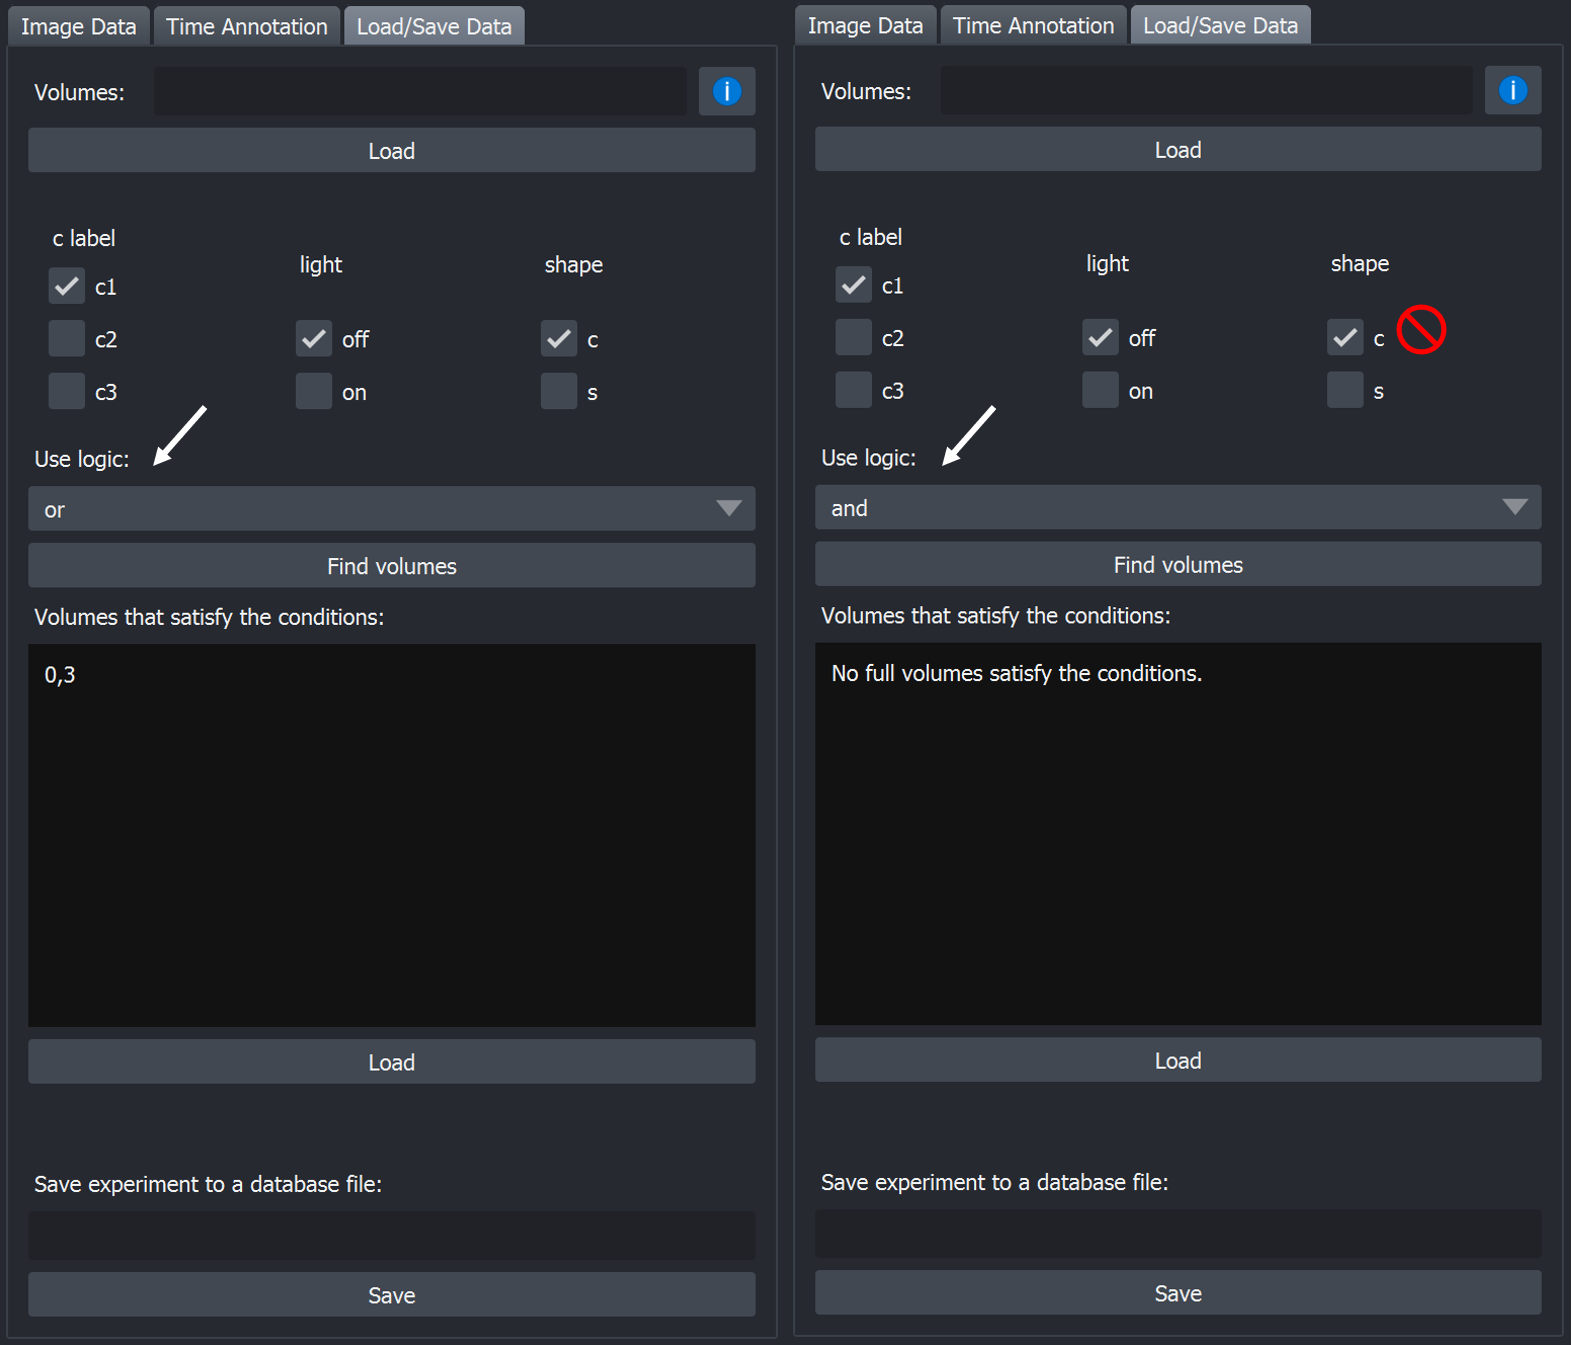 Image Data Time Annotation Load/Save Data
Volumes: i
Load
c label
light shape
c1
c2 off c
c3 on s
Use logic:
or
Find volumes
Volumes that satisfy the conditions:
0,3
Load
Save experiment to a database file:
Save
Image Data Time Annotation Load/Save Data
Volumes: i
Load
c label
light shape
c1
c2 off c
c3 on s
Use logic:
and
Find volumes
Volumes that satisfy the conditions:
No full volumes satisfy the conditions.
Load
Save experiment to a database file:
Save